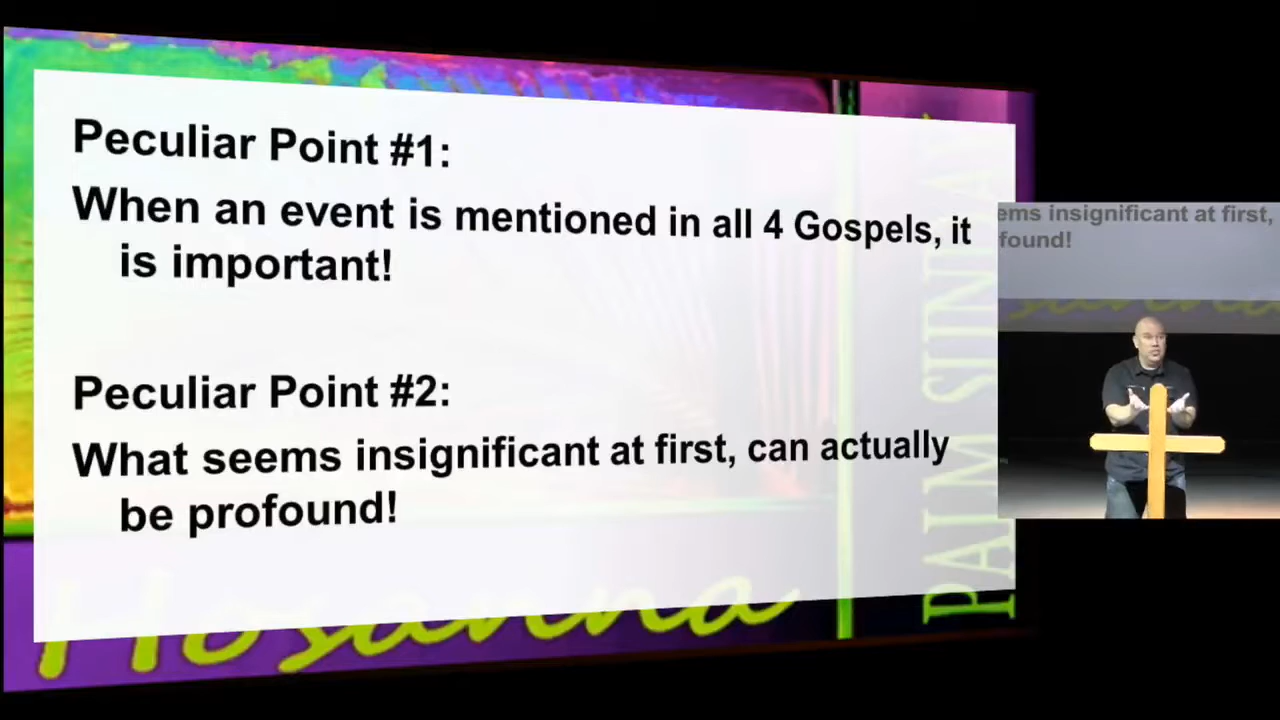 Peculiar Point #1:
When an event is mentioned in all 4 Gospels, it
is important!
Peculiar Point #2:
What seems insignificant at first, can actually
be profound!
Hosanna
PALM SUNDAY
ems insignificant at first,
found!